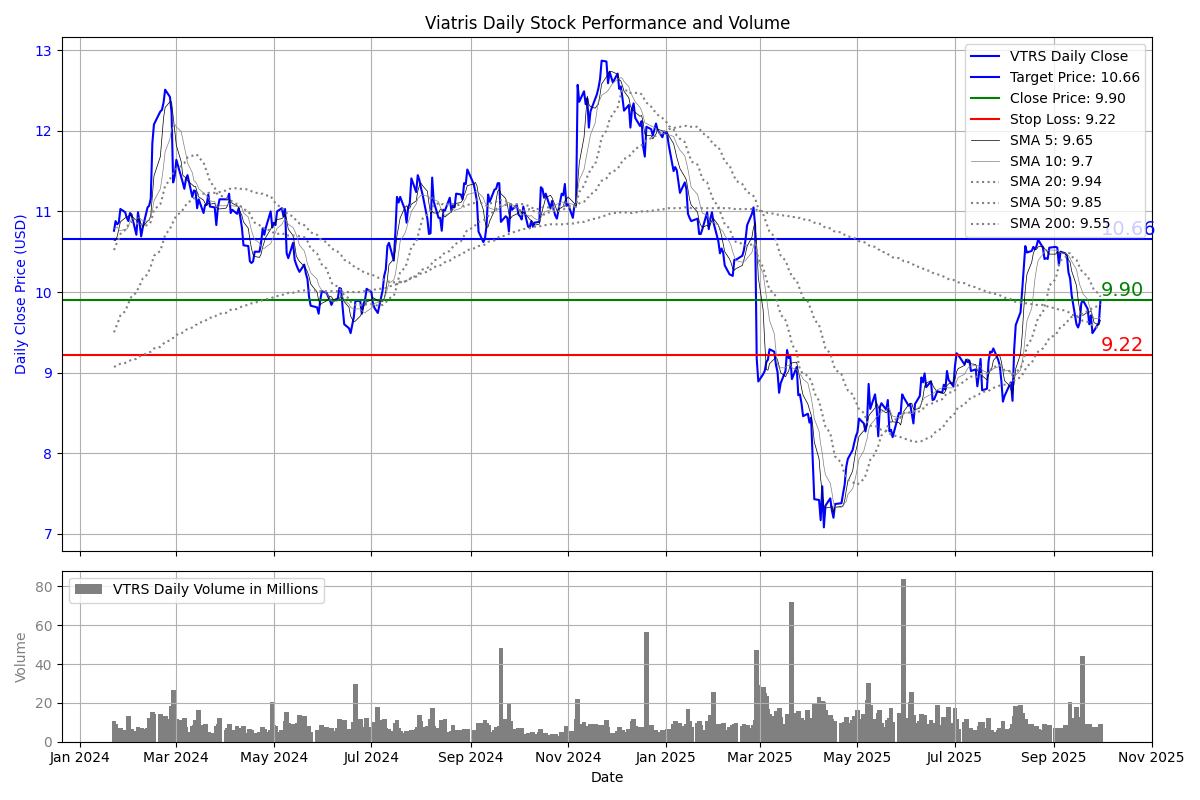 Viatris Daily Stock Performance and Volume
Daily Close Price (USD)
13
12
11
10
9
8
7
VTRS Daily Close
Target Price: 10.66
Close Price: 9.90
Stop Loss: 9.22
SMA 5: 9.65
SMA 10: 9.7
SMA 20: 9.94
SMA 50: 9.85
SMA 200: 9.55
10.66
9.90
9.22
Volume
80
60
40
20
0
VTRS Daily Volume in Millions
Jan 2024 Mar 2024 May 2024 Jul 2024 Sep 2024 Nov 2024 Jan 2025 Mar 2025 May 2025 Jul 2025 Sep 2025 Nov 2025
Date